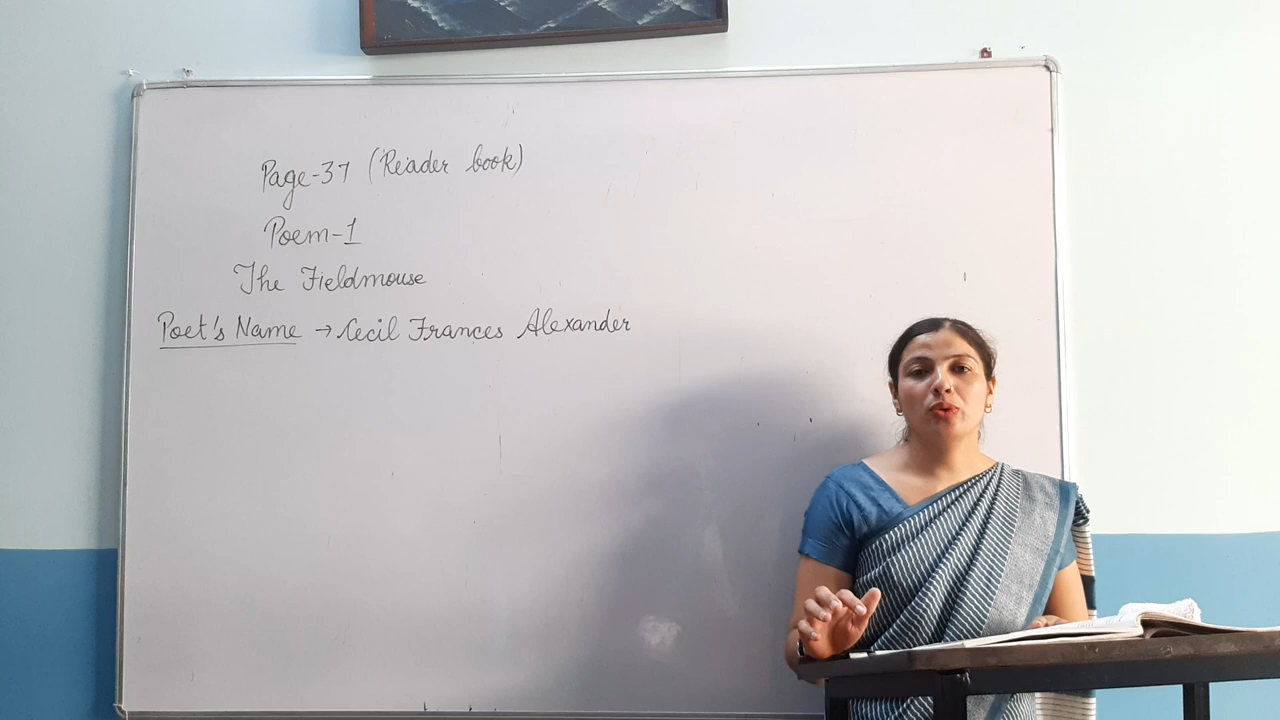 Page-37 (Reader book)
Poem-1
The Fieldmouse
Poet's Name → Cecil Frances Alexander